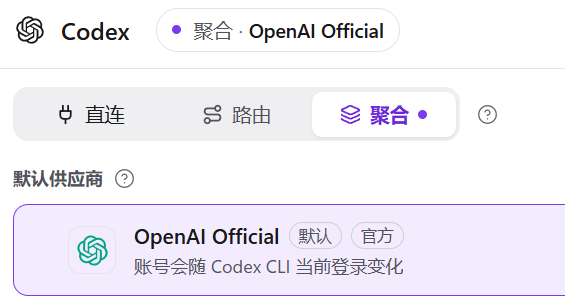 Codex 聚合 · OpenAI Official
直连 路由 聚合
默认供应商
OpenAI Official 默认 官方
账号会随 Codex CLI 当前登录变化